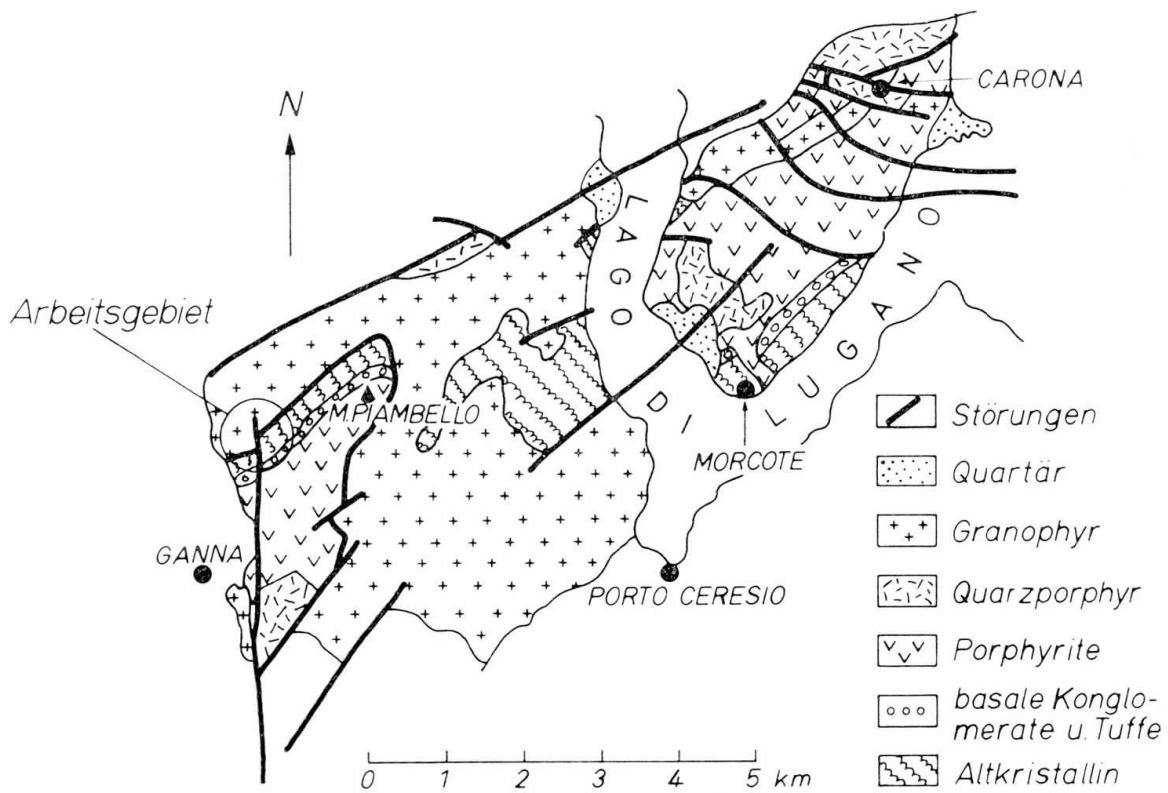 N
CARONA
LAGO
DI
LUGANO
Arbeitsgebiet
M.PIAMBELLO
MORCOTE
GANNA
PORTO CERESIO
Störungen
Quartär
Granophyr
Quarzporphyr
Porphyrite
basale Konglo-
merate u. Tuffe
Altkristallin
0 1 2 3 4 5 km